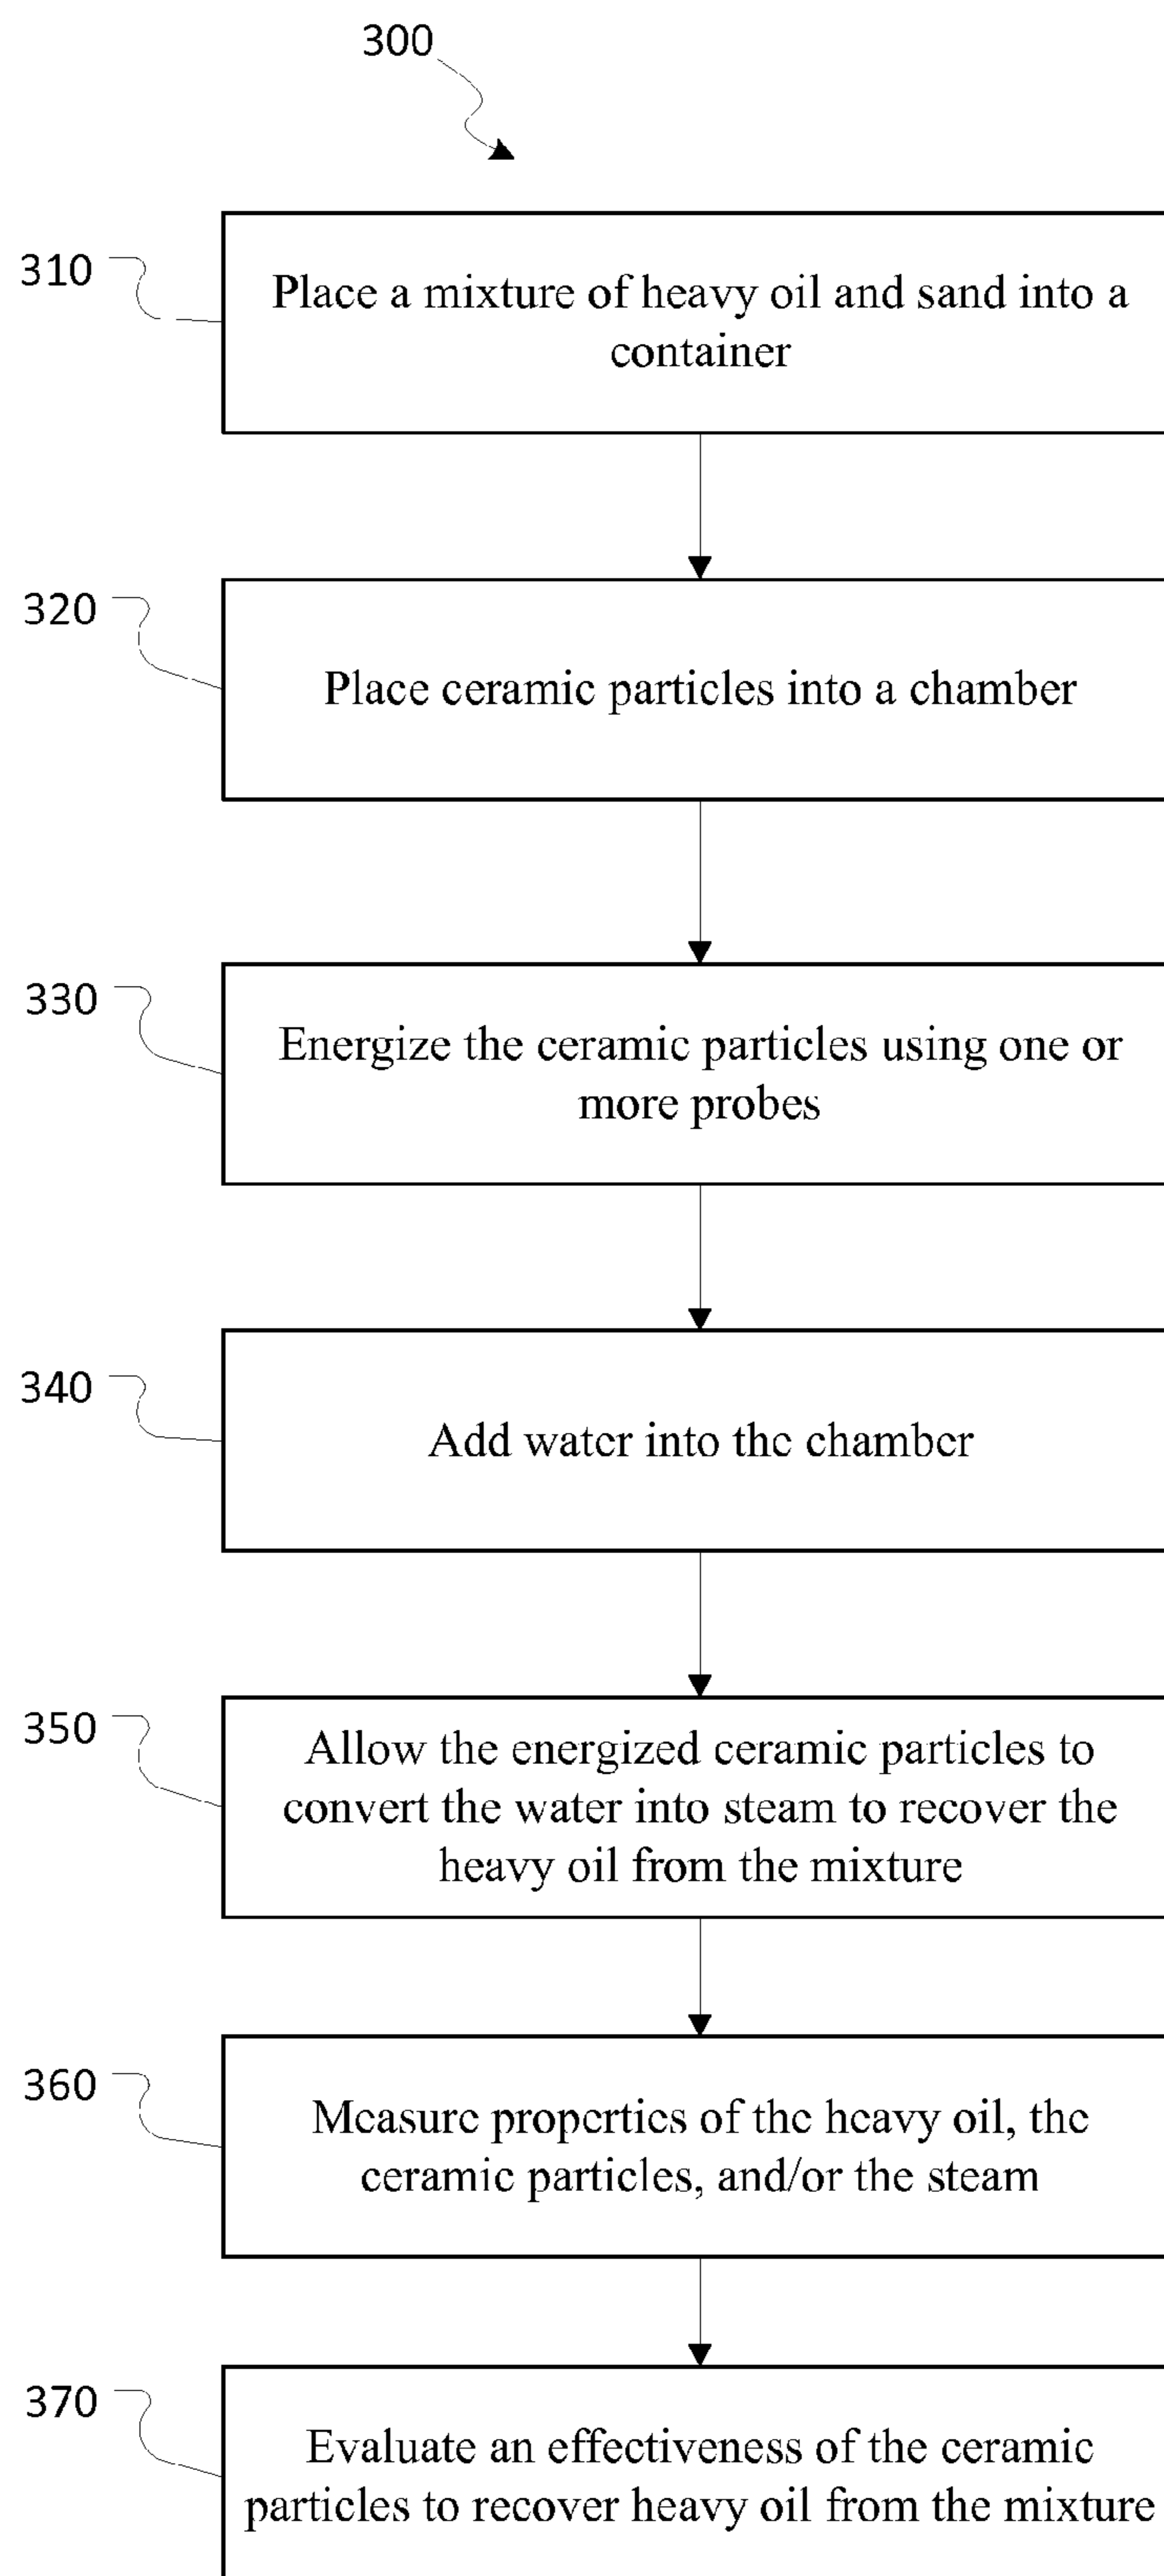 300
310
Place a mixture of heavy oil and sand into a
container
320
Place ceramic particles into a chamber
330
Energize the ceramic particles using one or
more probes
340
Add water into the chamber
350
Allow the energized ceramic particles to
convert the water into steam to recover the
heavy oil from the mixture
360
Measure properties of the heavy oil, the
ceramic particles, and/or the steam
370
Evaluate an effectiveness of the ceramic
particles to recover heavy oil from the mixture